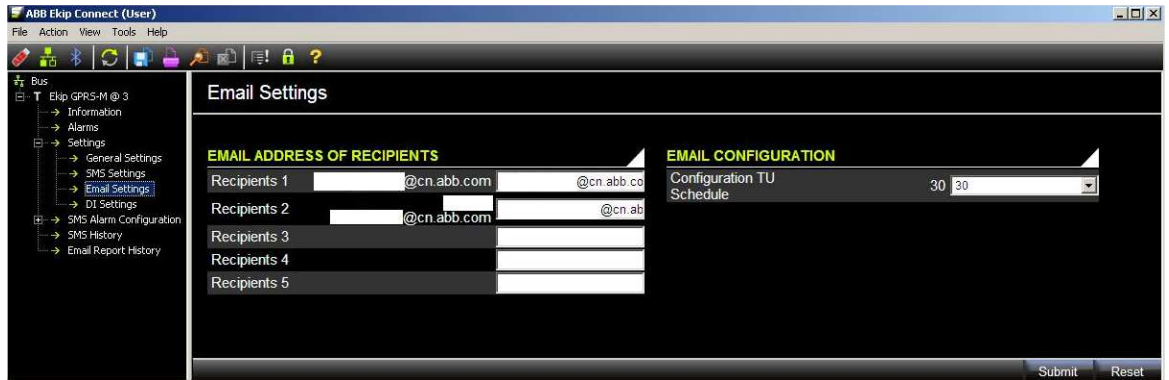 ABB Ekip Connect (User)
File Action View Tools Help
Bus
T Ekip GPRS-M @ 3
Information
Alarms
Settings
General Settings
SMS Settings
Email Settings
DI Settings
SMS Alarm Configuration
SMS History
Email Report History
Email Settings
EMAIL ADDRESS OF RECIPIENTS
Recipients 1 @cn.abb.com @cn.abb.co
Recipients 2 @cn.abb.com @cn.ab
Recipients 3
Recipients 4
Recipients 5
EMAIL CONFIGURATION
Configuration TU
Schedule 30 30
Submit Reset